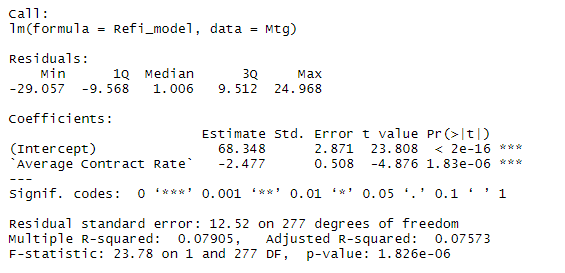 Call:
lm(formula = Refi_model, data = Mtg)

Residuals:
    Min      1Q  Median      3Q     Max
-29.057  -9.568   1.006   9.512  24.968

Coefficients:
                        Estimate Std. Error t value Pr(>|t|)
(Intercept)               68.348      2.871  23.808  < 2e-16 ***
`Average Contract Rate`   -2.477      0.508  -4.876 1.83e-06 ***
---
Signif. codes:  0 ‘***’ 0.001 ‘**’ 0.01 ‘*’ 0.05 ‘.’ 0.1 ‘ ’ 1

Residual standard error: 12.52 on 277 degrees of freedom
Multiple R-squared:  0.07905,   Adjusted R-squared:  0.07573
F-statistic: 23.78 on 1 and 277 DF,  p-value: 1.826e-06